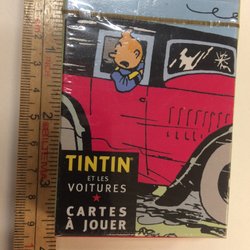 TINTIN
ET LES
VOITURES
CARTES
À JOUER